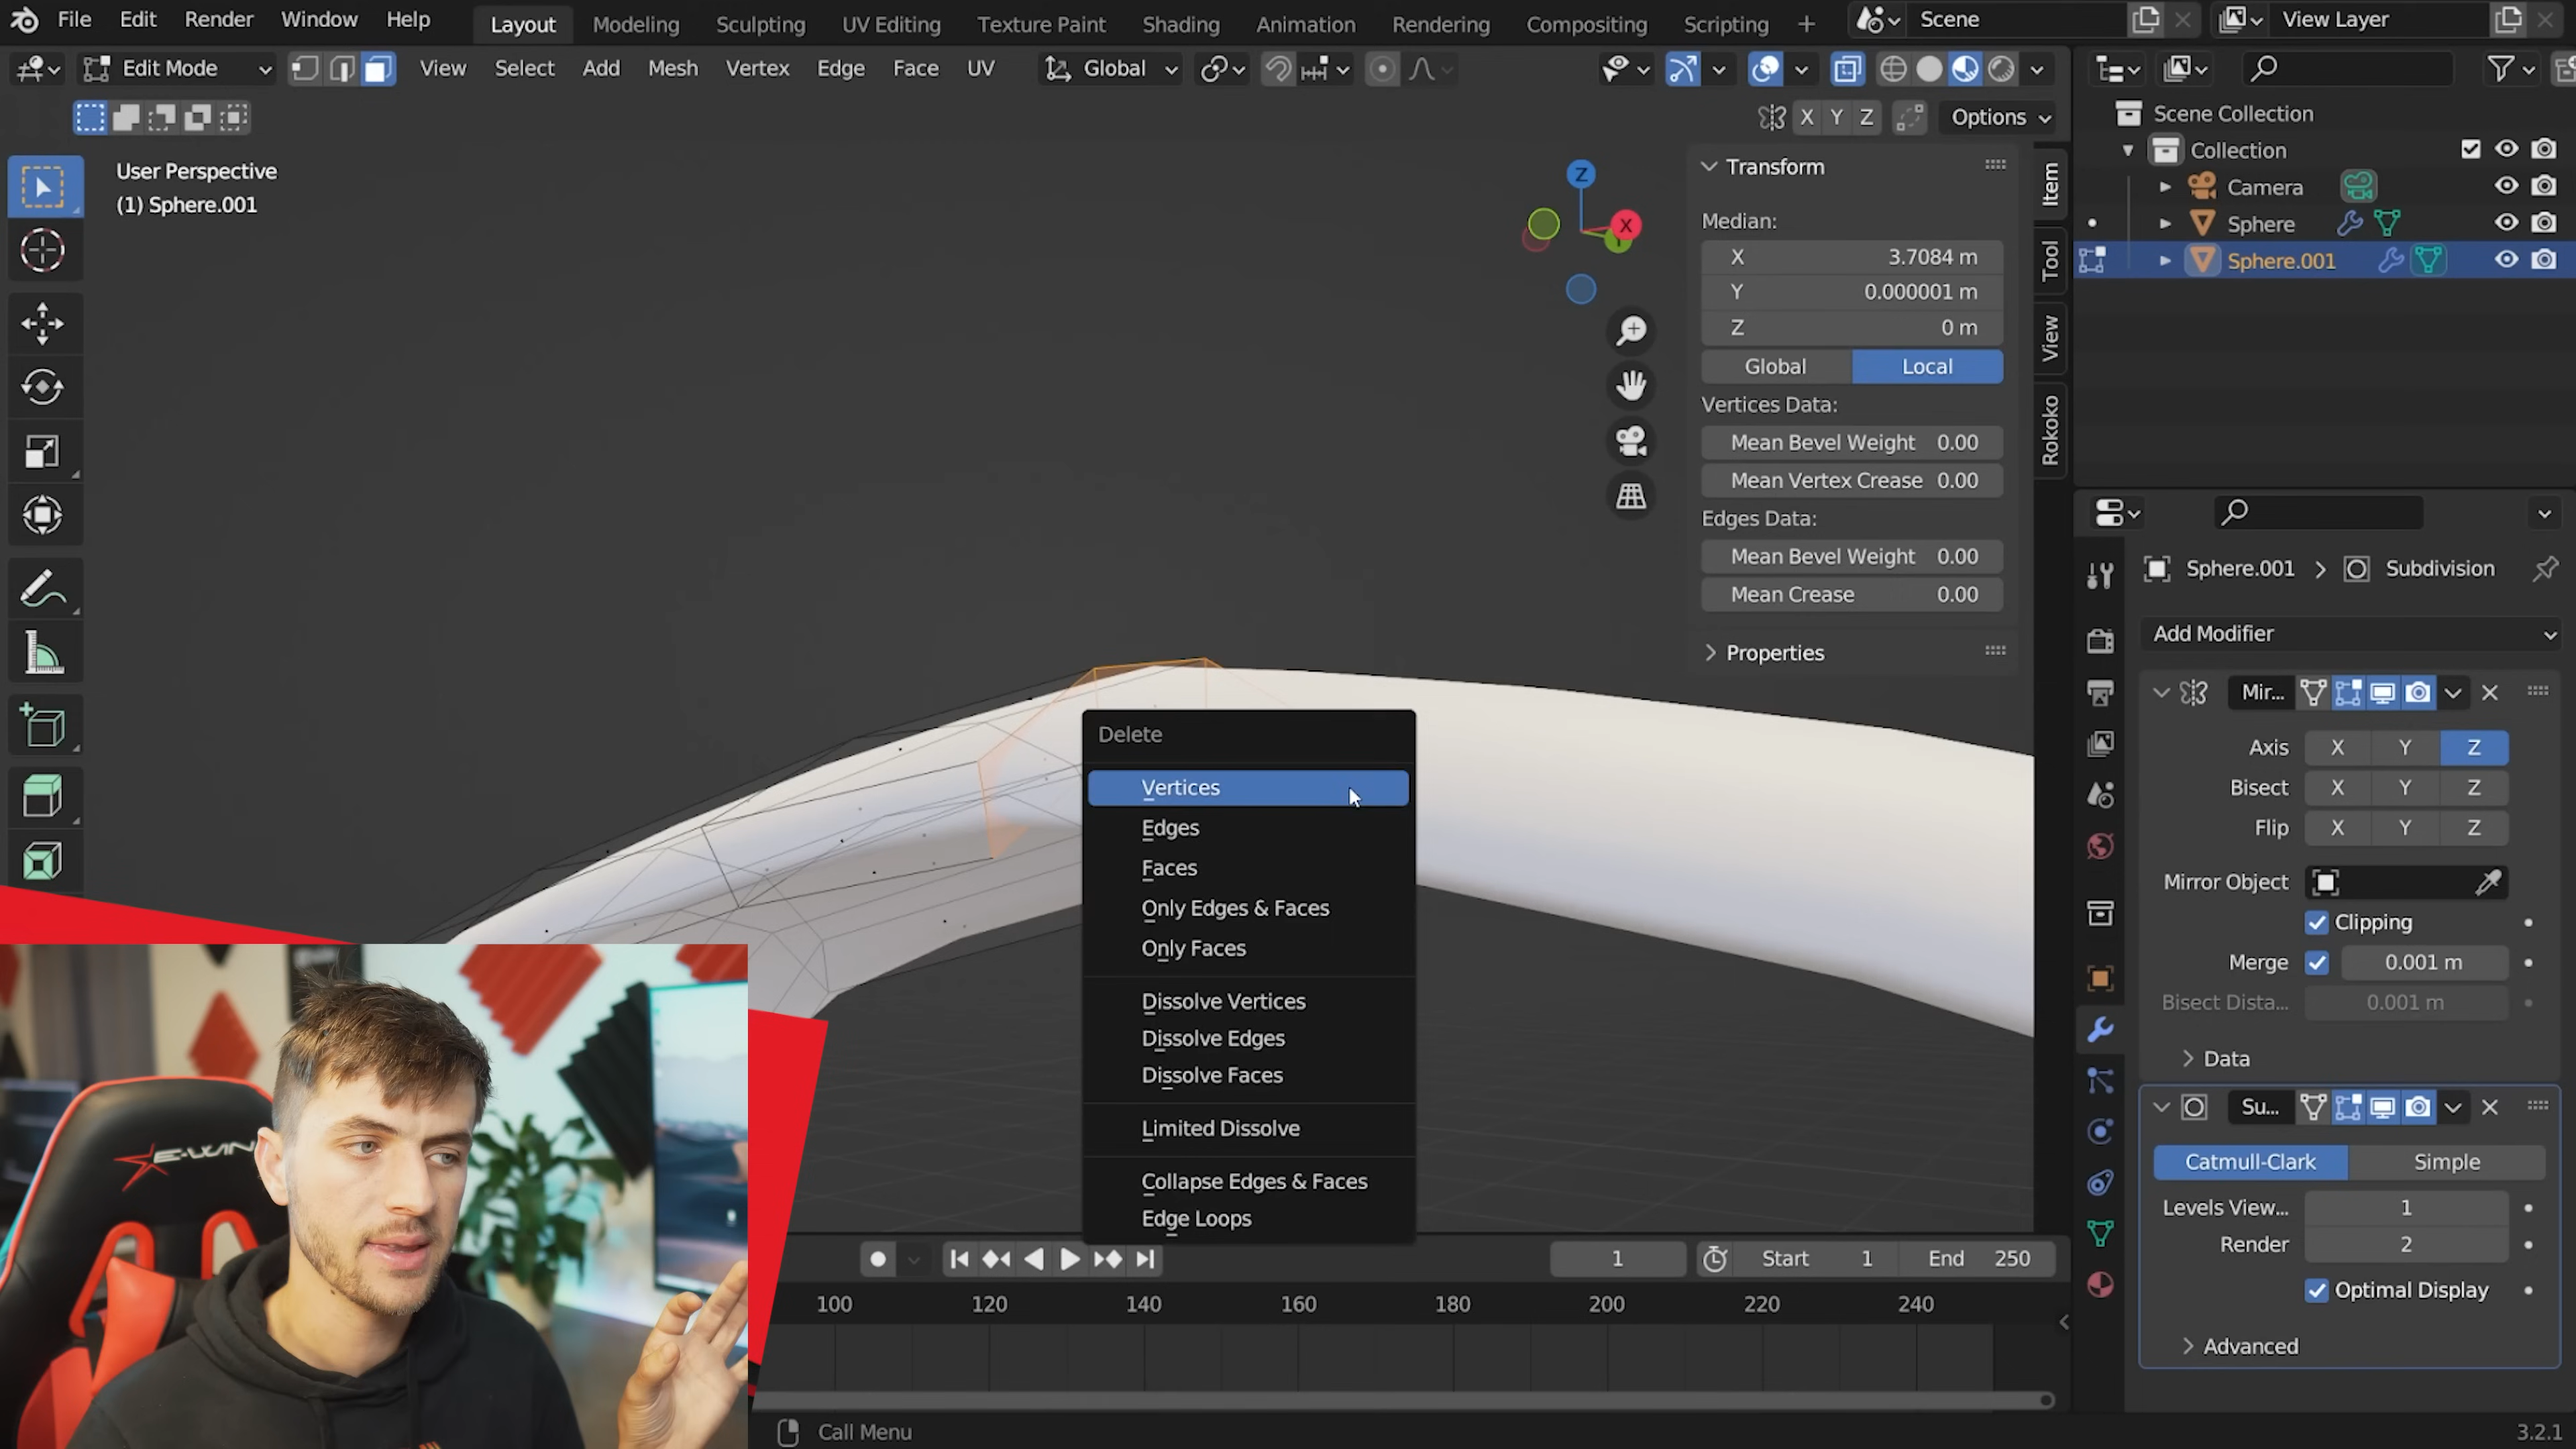 File Edit Render Window Help Layout Modeling Sculpting UV Editing Texture Paint Shading Animation Rendering Compositing Scripting + Scene View Layer
Edit Mode View Select Add Mesh Vertex Edge Face UV Global
X Y Z Options
User Perspective
(1) Sphere.001
Z
X
Y
Transform
Median:
X 3.7084 m
Y 0.000001 m
Z 0 m
Global Local
Vertices Data:
Mean Bevel Weight 0.00
Mean Vertex Crease 0.00
Edges Data:
Mean Bevel Weight 0.00
Mean Crease 0.00
Properties
Item
Tool
View
Rokoko
Scene Collection
Collection
Camera
Sphere
Sphere.001
Sphere.001 > Subdivision
Add Modifier
Mir...
Axis X Y Z
Bisect X Y Z
Flip X Y Z
Mirror Object
Clipping
Merge 0.001 m
Bisect Dista... 0.001 m
Data
Su...
Catmull-Clark Simple
Levels View... 1
Render 2
Optimal Display
Advanced
Delete
Vertices
Edges
Faces
Only Edges & Faces
Only Faces
Dissolve Vertices
Dissolve Edges
Dissolve Faces
Limited Dissolve
Collapse Edges & Faces
Edge Loops
E-WIN
1 Start 1 End 250
100 120 140 160 180 200 220 240
Call Menu
3.2.1